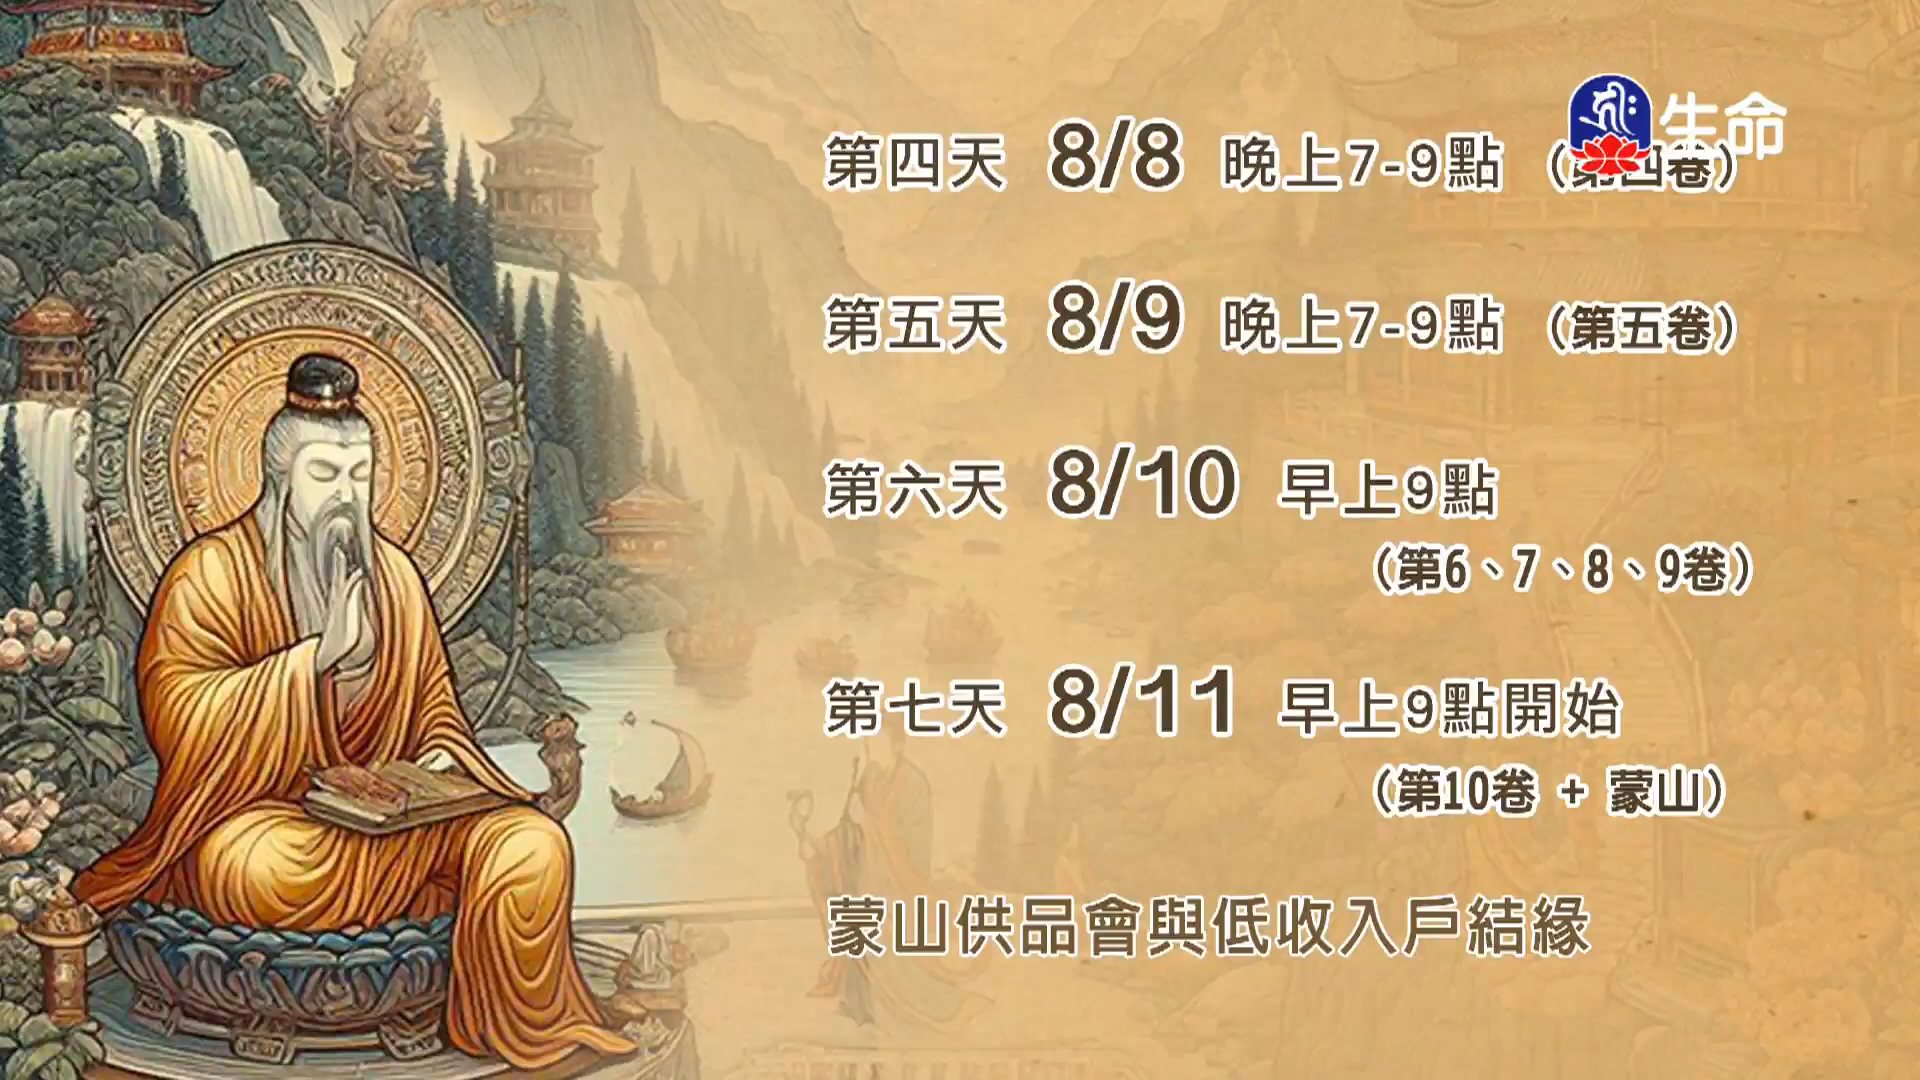 生命
第四天 8/8 晚上7-9點 (第四卷)
第五天 8/9 晚上7-9點 (第五卷)
第六天 8/10 早上9點
(第6、7、8、9卷)
第七天 8/11 早上9點開始
(第10卷 + 蒙山)
蒙山供品會與低收入戶結緣